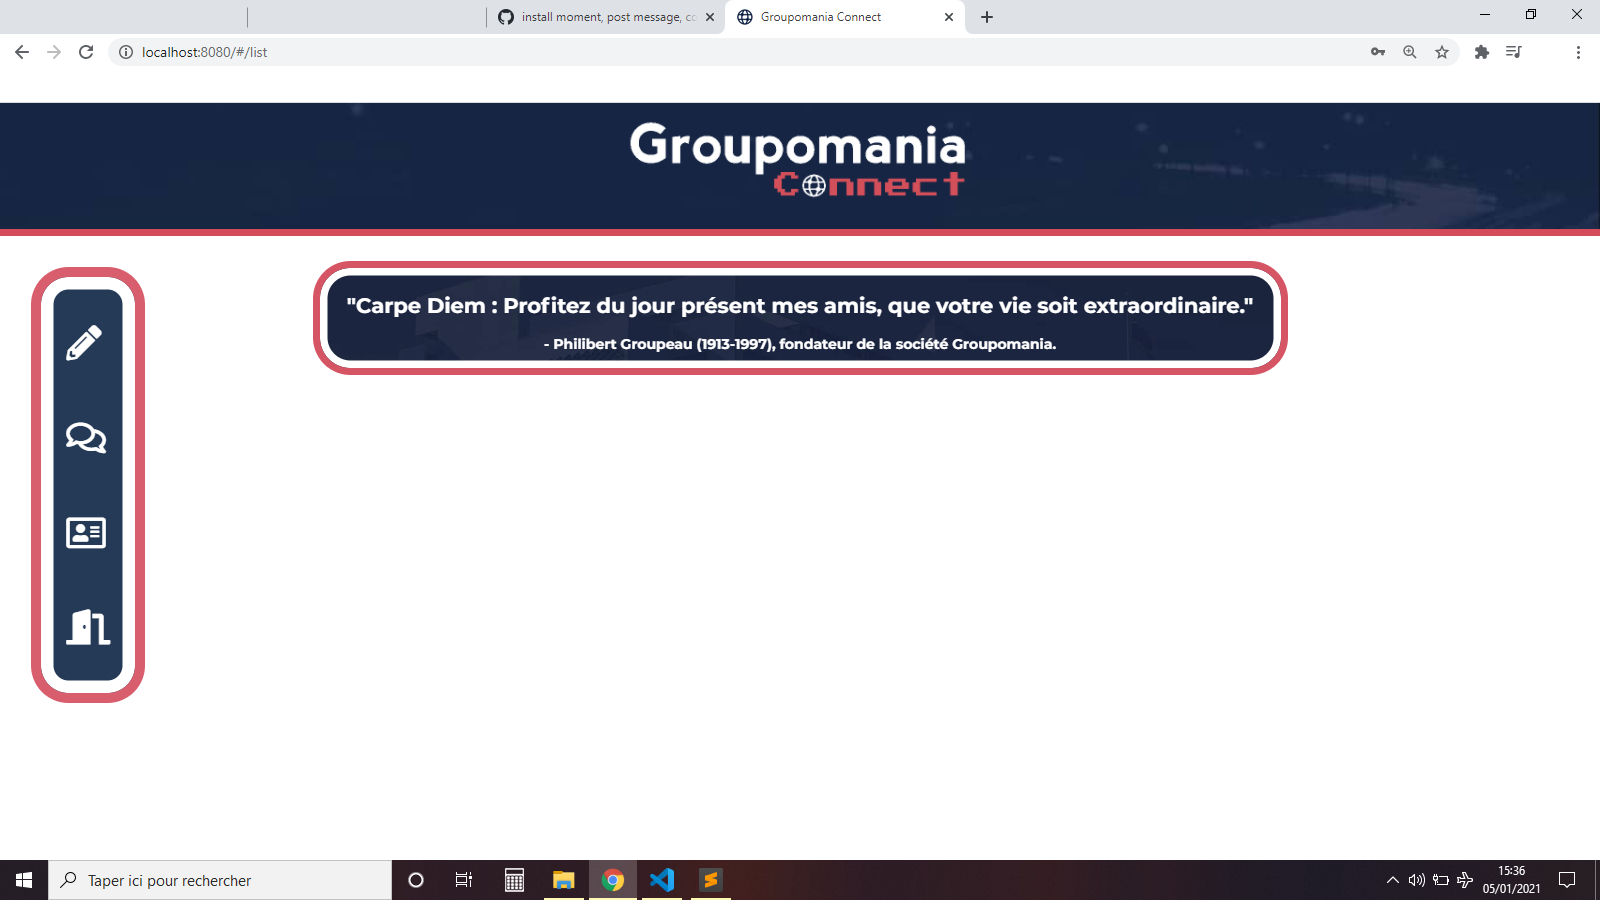 install moment, post message, co
Groupomania Connect
localhost:8080/#/list
Groupomania
Connect
"Carpe Diem : Profitez du jour présent mes amis, que votre vie soit extraordinaire."
- Philibert Groupeau (1913-1997), fondateur de la société Groupomania.
Taper ici pour rechercher
15:36
05/01/2021